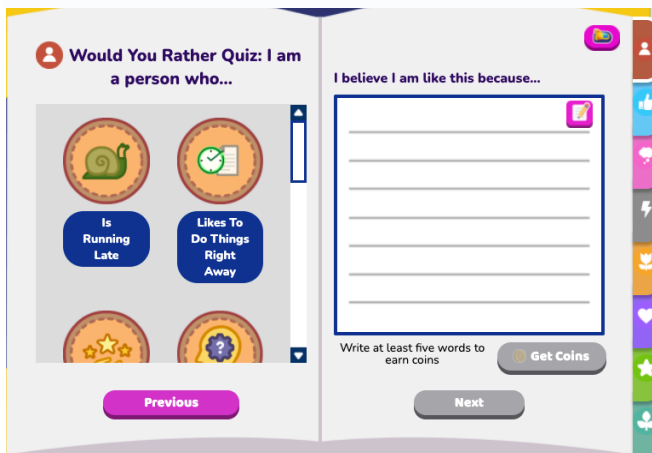 Would You Rather Quiz: I am
a person who...
Is
Running
Late
Likes To
Do Things
Right
Away
Previous
I believe I am like this because...
Write at least five words to
earn coins
Get Coins
Next